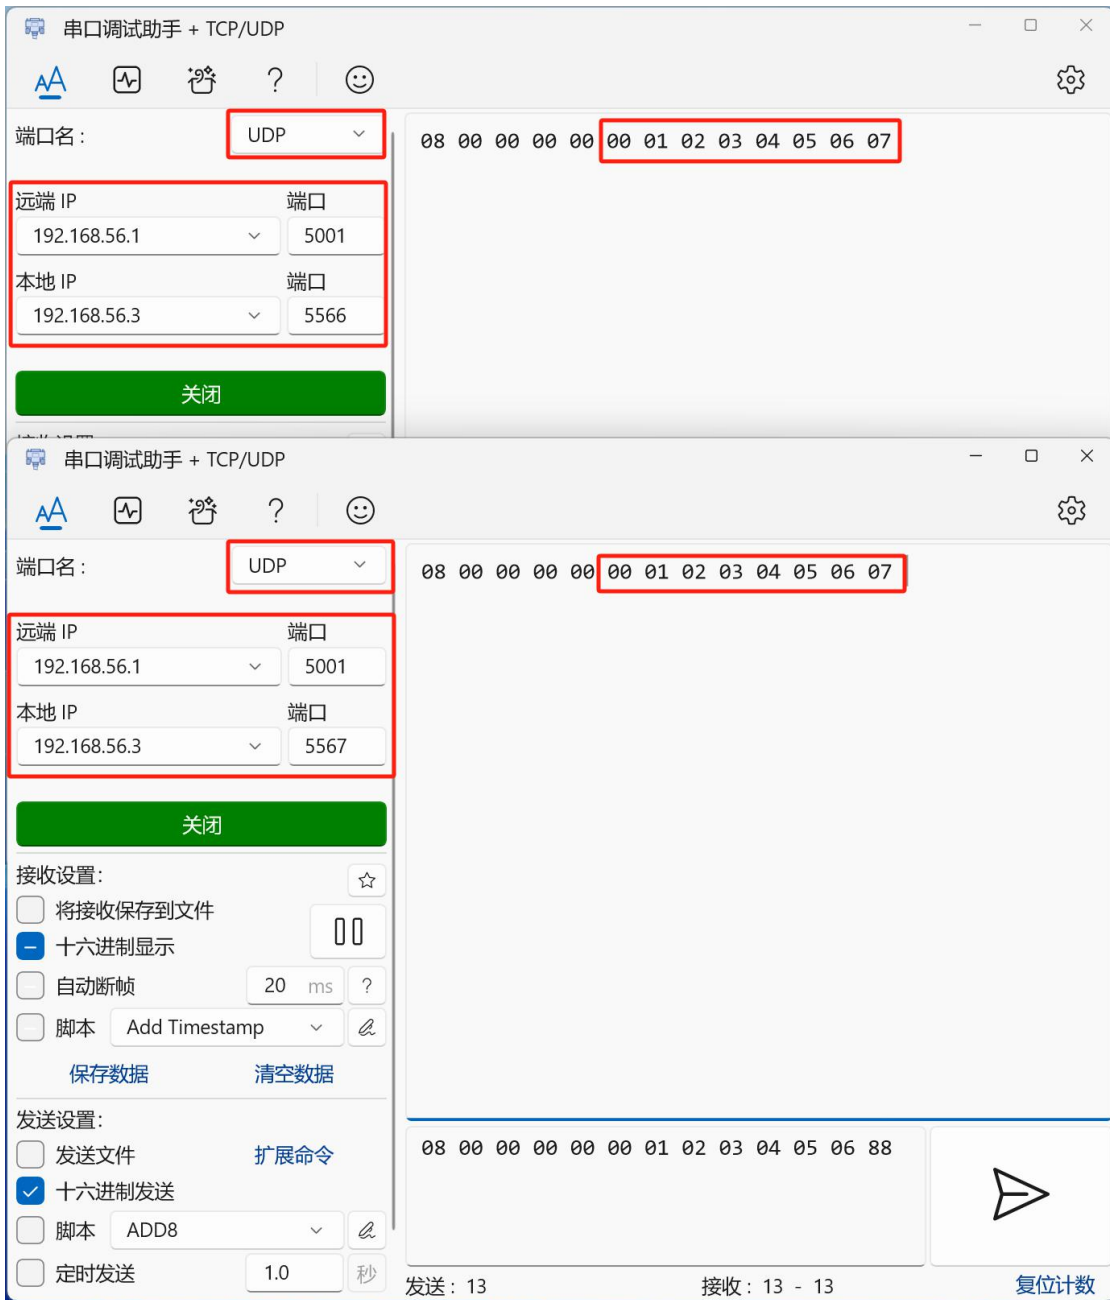 串口调试助手 + TCP/UDP
AA ?
端口名：
UDP
08 00 00 00 00 00 01 02 03 04 05 06 07
远端 IP 端口
192.168.56.1 5001
本地 IP 端口
192.168.56.3 5566
关闭
串口调试助手 + TCP/UDP
AA ?
端口名：
UDP
08 00 00 00 00 00 01 02 03 04 05 06 07
远端 IP 端口
192.168.56.1 5001
本地 IP 端口
192.168.56.3 5567
关闭
接收设置：
将接收保存到文件
十六进制显示
自动断帧 20 ms ?
脚本 Add Timestamp
保存数据 清空数据
发送设置：
发送文件 扩展命令
十六进制发送
脚本 ADD8
定时发送 1.0 秒
08 00 00 00 00 00 01 02 03 04 05 06 88
发送：13 接收：13 - 13 复位计数